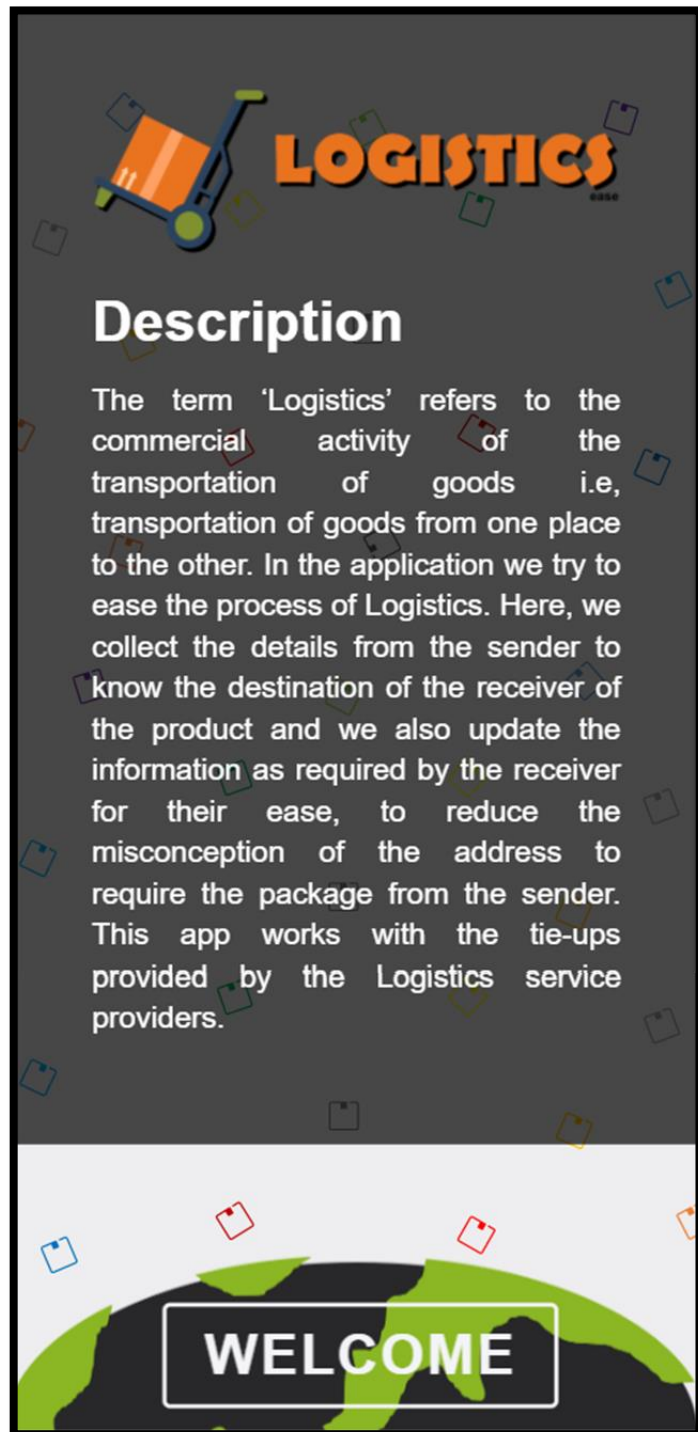 LOGISTICS
ease
Description
The term ‘Logistics’ refers to the
commercial activity of the
transportation of goods i.e,
transportation of goods from one place
to the other. In the application we try to
ease the process of Logistics. Here, we
collect the details from the sender to
know the destination of the receiver of
the product and we also update the
information as required by the receiver
for their ease, to reduce the
misconception of the address to
require the package from the sender.
This app works with the tie-ups
provided by the Logistics service
providers.
WELCOME